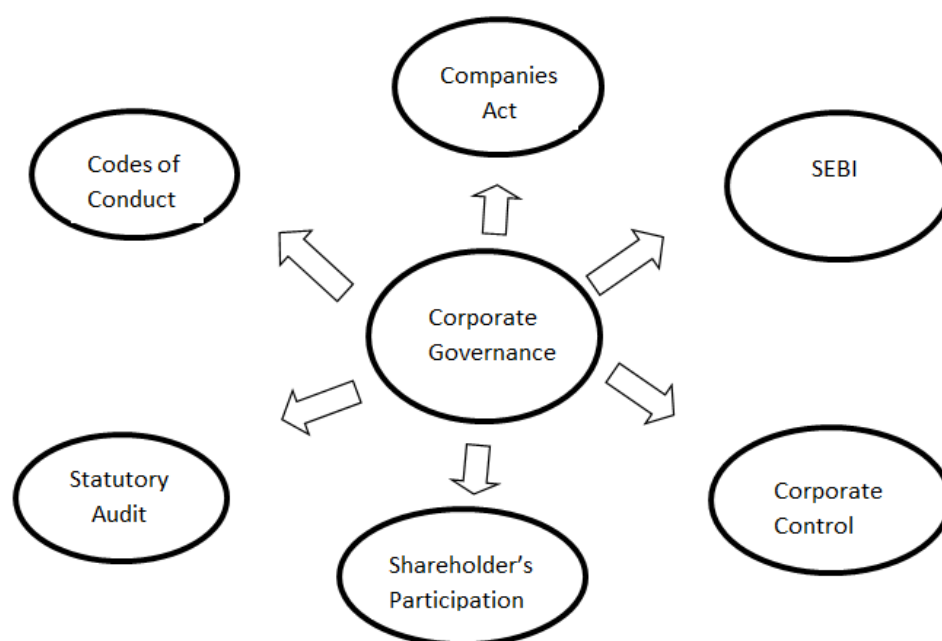 Companies
Act
Codes of
Conduct
SEBI
Corporate
Governance
Statutory
Audit
Corporate
Control
Shareholder’s
Participation